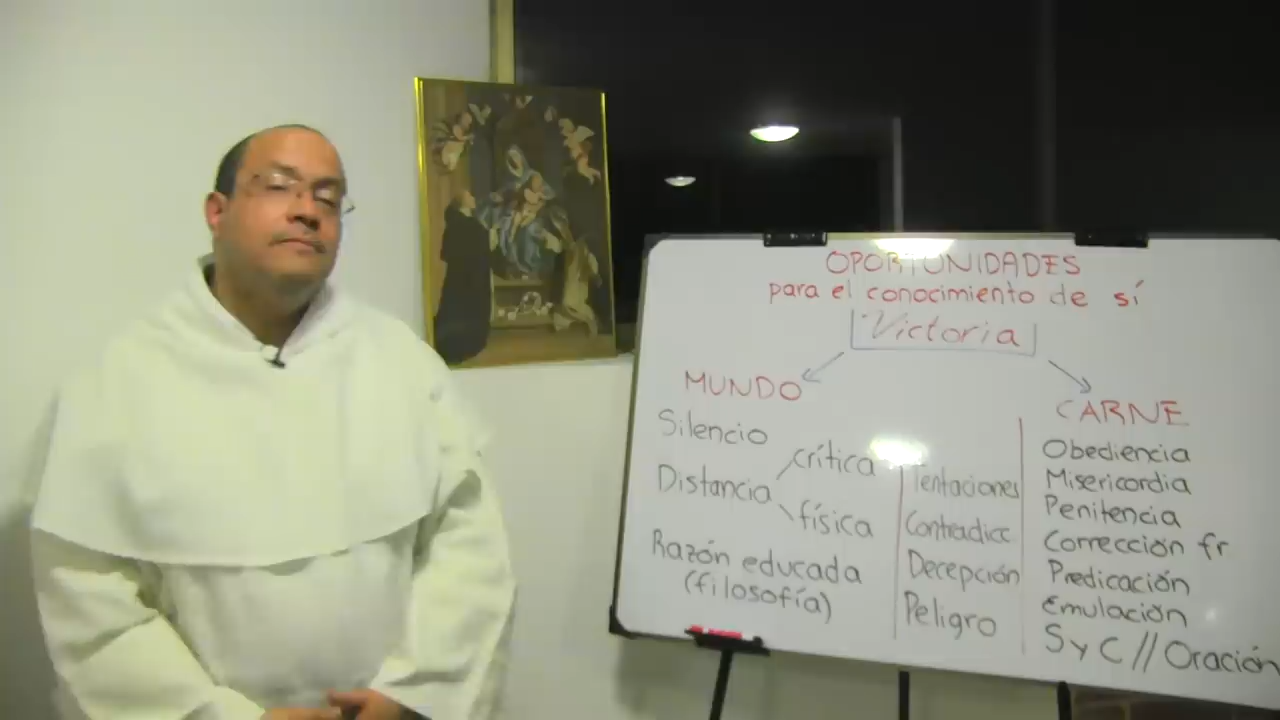 OPORTUNIDADES
para el conocimiento de sí
Victoria
MUNDO
Silencio
Distancia
crítica
física
Razón educada
(filosofía)
Tentaciones
Contradicc
Decepción
Peligro
CARNE
Obediencia
Misericordia
Penitencia
Corrección fr
Predicación
Emulación
S y C // Oración